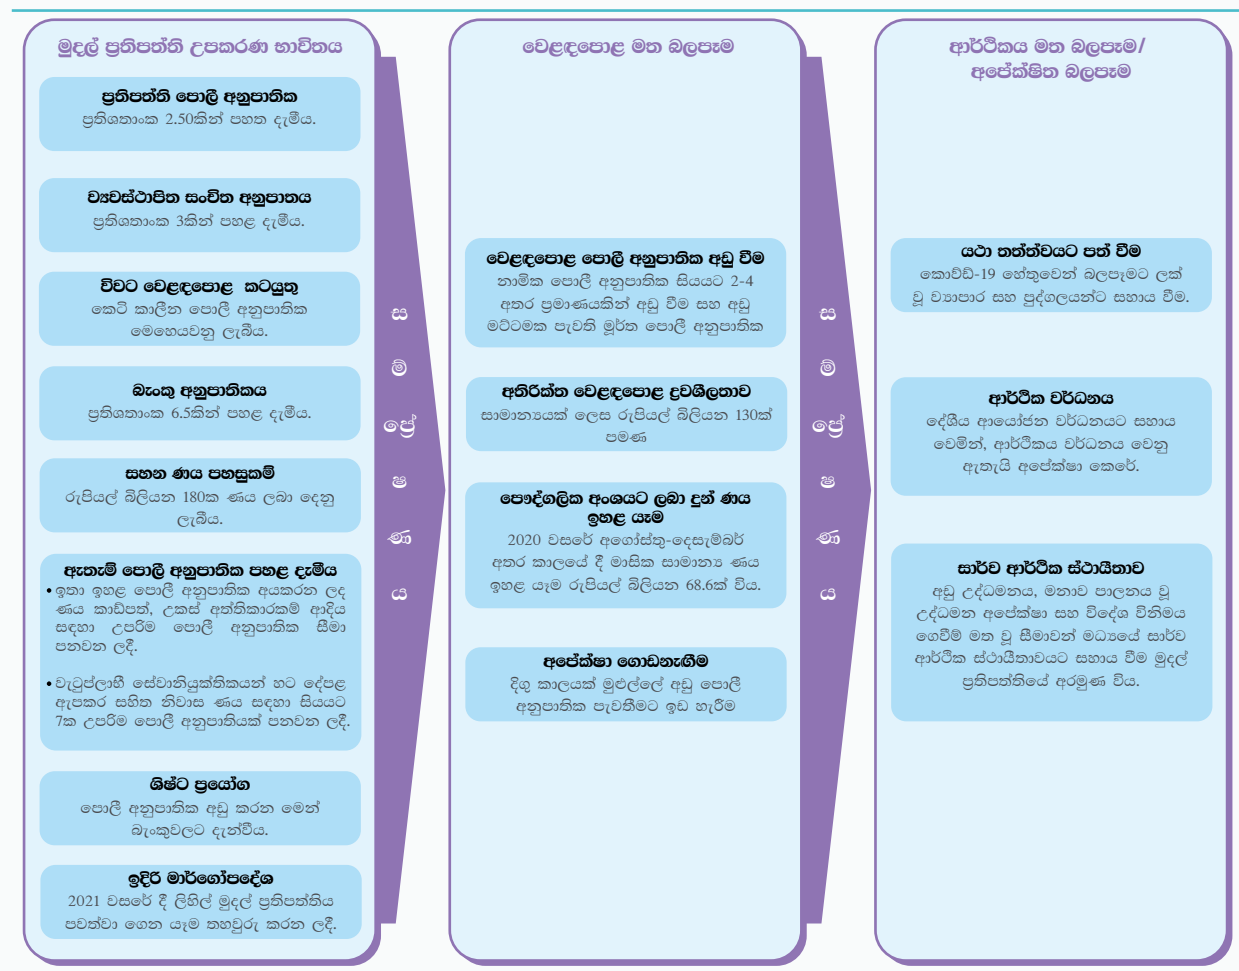 මුදල් ප්‍රතිපත්ති උපකරණ භාවිතය
ප්‍රතිපත්ති පොලී අනුපාතික
ප්‍රතිශතාංක 2.50කින් පහත දැමීය.
ව්‍යවස්ථාපිත සංචිත අනුපාතය
ප්‍රතිශතාංක 3කින් පහළ දැමීය.
විවට වෙළඳපොළ කටයුතු
කෙටි කාලීන පොලී අනුපාතික
මෙහෙයවනු ලැබීය.
බැංකු අනුපාතිකය
ප්‍රතිශතාංක 6.5කින් පහළ දැමීය.
සහන ණය පහසුකම්
රුපියල් බිලියන 180ක ණය ලබා දෙනු
ලැබීය.
ඇතැම් පොලී අනුපාතික පහළ දැමීය
• ඉතා ඉහළ පොලී අනුපාතික අයකරන ලද
ණය කාඩ්පත්, උකස් අත්තිකාරකම් ආදිය
සඳහා උපරිම පොලී අනුපාතික සීමා
පනවන ලදී.
• වැටුප්ලාභී සේවානියුක්තිකයන් හට දේපළ
ඇපකර සහිත නිවාස ණය සඳහා සියයට
7ක උපරිම පොලී අනුපාතියක් පනවන ලදී.
ශිෂ්ට ප්‍රයෝග
පොලී අනුපාතික අඩු කරන මෙන්
බැංකුවලට දැන්වීය.
ඉදිරි මාර්ගෝපදේශ
2021 වසරේ දී ලිහිල් මුදල් ප්‍රතිපත්තිය
පවත්වා ගෙන යෑම තහවුරු කරන ලදී.
ස
ම්
ප්‍රේ
ෂ
ණ
ය
වෙළඳපොළ මත බලපෑම
වෙළඳපොළ පොලී අනුපාතික අඩු වීම
නාමික පොලී අනුපාතික සියයට 2-4
අතර ප්‍රමාණයකින් අඩු වීම සහ අඩු
මට්ටමක පැවති මූර්ත පොලී අනුපාතික
අතිරික්ත වෙළඳපොළ ද්‍රවශීලතාව
සාමාන්‍යයක් ලෙස රුපියල් බිලියන 130ක්
පමණ
පෞද්ගලික අංශයට ලබා දුන් ණය
ඉහළ යෑම
2020 වසරේ අගෝස්තු-දෙසැම්බර්
අතර කාලයේ දී මාසික සාමාන්‍ය ණය
ඉහළ යෑම රුපියල් බිලියන 68.6ක් විය.
අපේක්ෂා ගොඩනැඟීම
දිගු කාලයක් මුළුල්ලේ අඩු පොලී
අනුපාතික පැවතීමට ඉඩ හැරීම
ස
ම්
ප්‍රේ
ෂ
ණ
ය
ආර්ථිකය මත බලපෑම/
අපේක්ෂිත බලපෑම
යථා තත්ත්වයට පත් වීම
කොව්ඩ්-19 හේතුවෙන් බලපෑමට ලක්
වූ ව්‍යාපාර සහ පුද්ගලයන්ට සහාය වීම.
ආර්ථික වර්ධනය
දේශීය ආයෝජන වර්ධනයට සහාය
වෙමින්, ආර්ථිකය වර්ධනය වෙනු
ඇතැයි අපේක්ෂා කෙරේ.
සාර්ව ආර්ථික ස්ථායීතාව
අඩු උද්ධමනය, මනාව පාලනය වූ
උද්ධමන අපේක්ෂා සහ විදේශ විනිමය
ගෙවීම් මත වූ සීමාවන් මධ්‍යයේ සාර්ව
ආර්ථික ස්ථායීතාවයට සහාය වීම මුදල්
ප්‍රතිපත්තියේ අරමුණ විය.